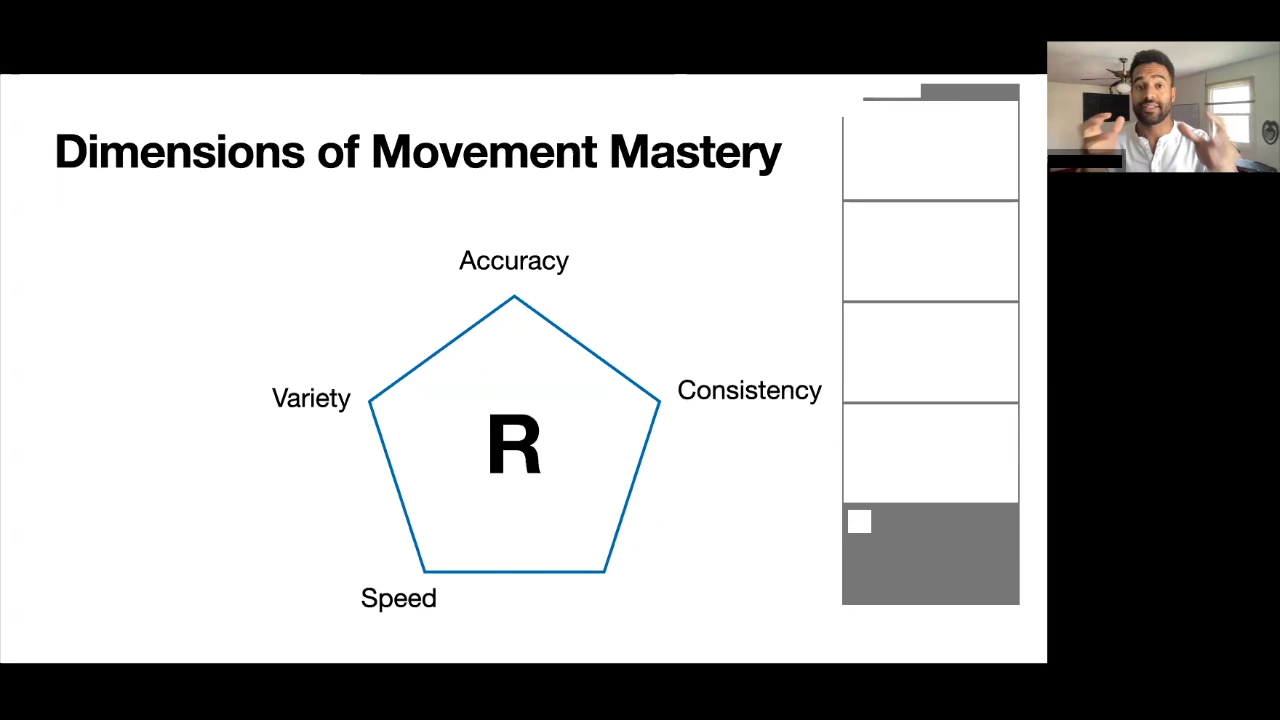 Dimensions of Movement Mastery
Accuracy
Variety
Consistency
R
Speed